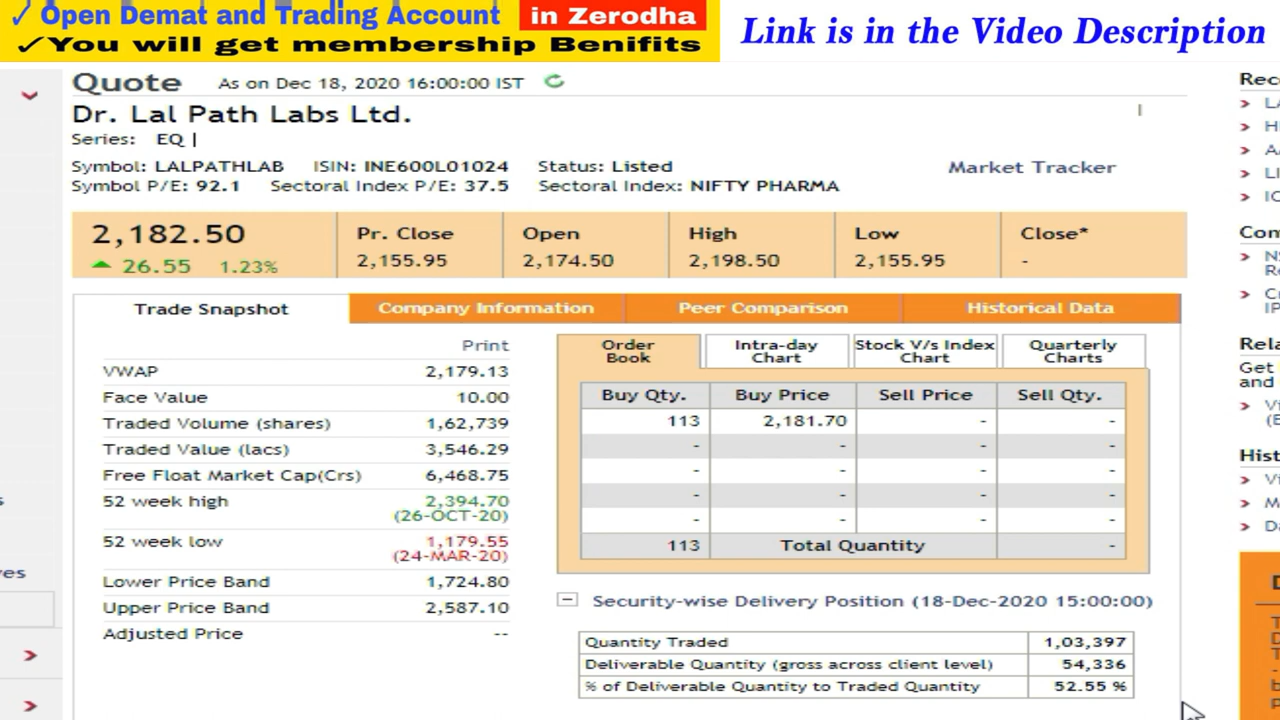 ✓ Open Demat and Trading Account in Zerodha
✓You will get membership Benifits
Link is in the Video Description
Quote As on Dec 18, 2020 16:00:00 IST
Dr. Lal Path Labs Ltd.
Series: EQ |
Symbol: LALPATHLAB ISIN: INE600L01024 Status: Listed
Market Tracker
Symbol P/E: 92.1 Sectoral Index P/E: 37.5 Sectoral Index: NIFTY PHARMA
2,182.50 Pr. Close Open High Low Close*
26.55 1.23% 2,155.95 2,174.50 2,198.50 2,155.95 -
Trade Snapshot Company Information Peer Comparison Historical Data
Print
VWAP 2,179.13
Face Value 10.00
Traded Volume (shares) 1,62,739
Traded Value (lacs) 3,546.29
Free Float Market Cap(Crs) 6,468.75
52 week high 2,394.70
(26-OCT-20)
52 week low 1,179.55
(24-MAR-20)
Lower Price Band 1,724.80
Upper Price Band 2,587.10
Adjusted Price --
Order Intra-day Stock V/s Index Quarterly
Book Chart Chart Charts
Buy Qty. Buy Price Sell Price Sell Qty.
113 2,181.70 - -
- - - -
- - - -
- - - -
- - - -
113 Total Quantity -
Security-wise Delivery Position (18-Dec-2020 15:00:00)
Quantity Traded 1,03,397
Deliverable Quantity (gross across client level) 54,336
% of Deliverable Quantity to Traded Quantity 52.55 %
Get
and